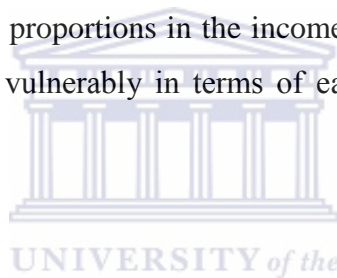 proportions in the income
vulnerably in terms of ea
UNIVERSITY of the